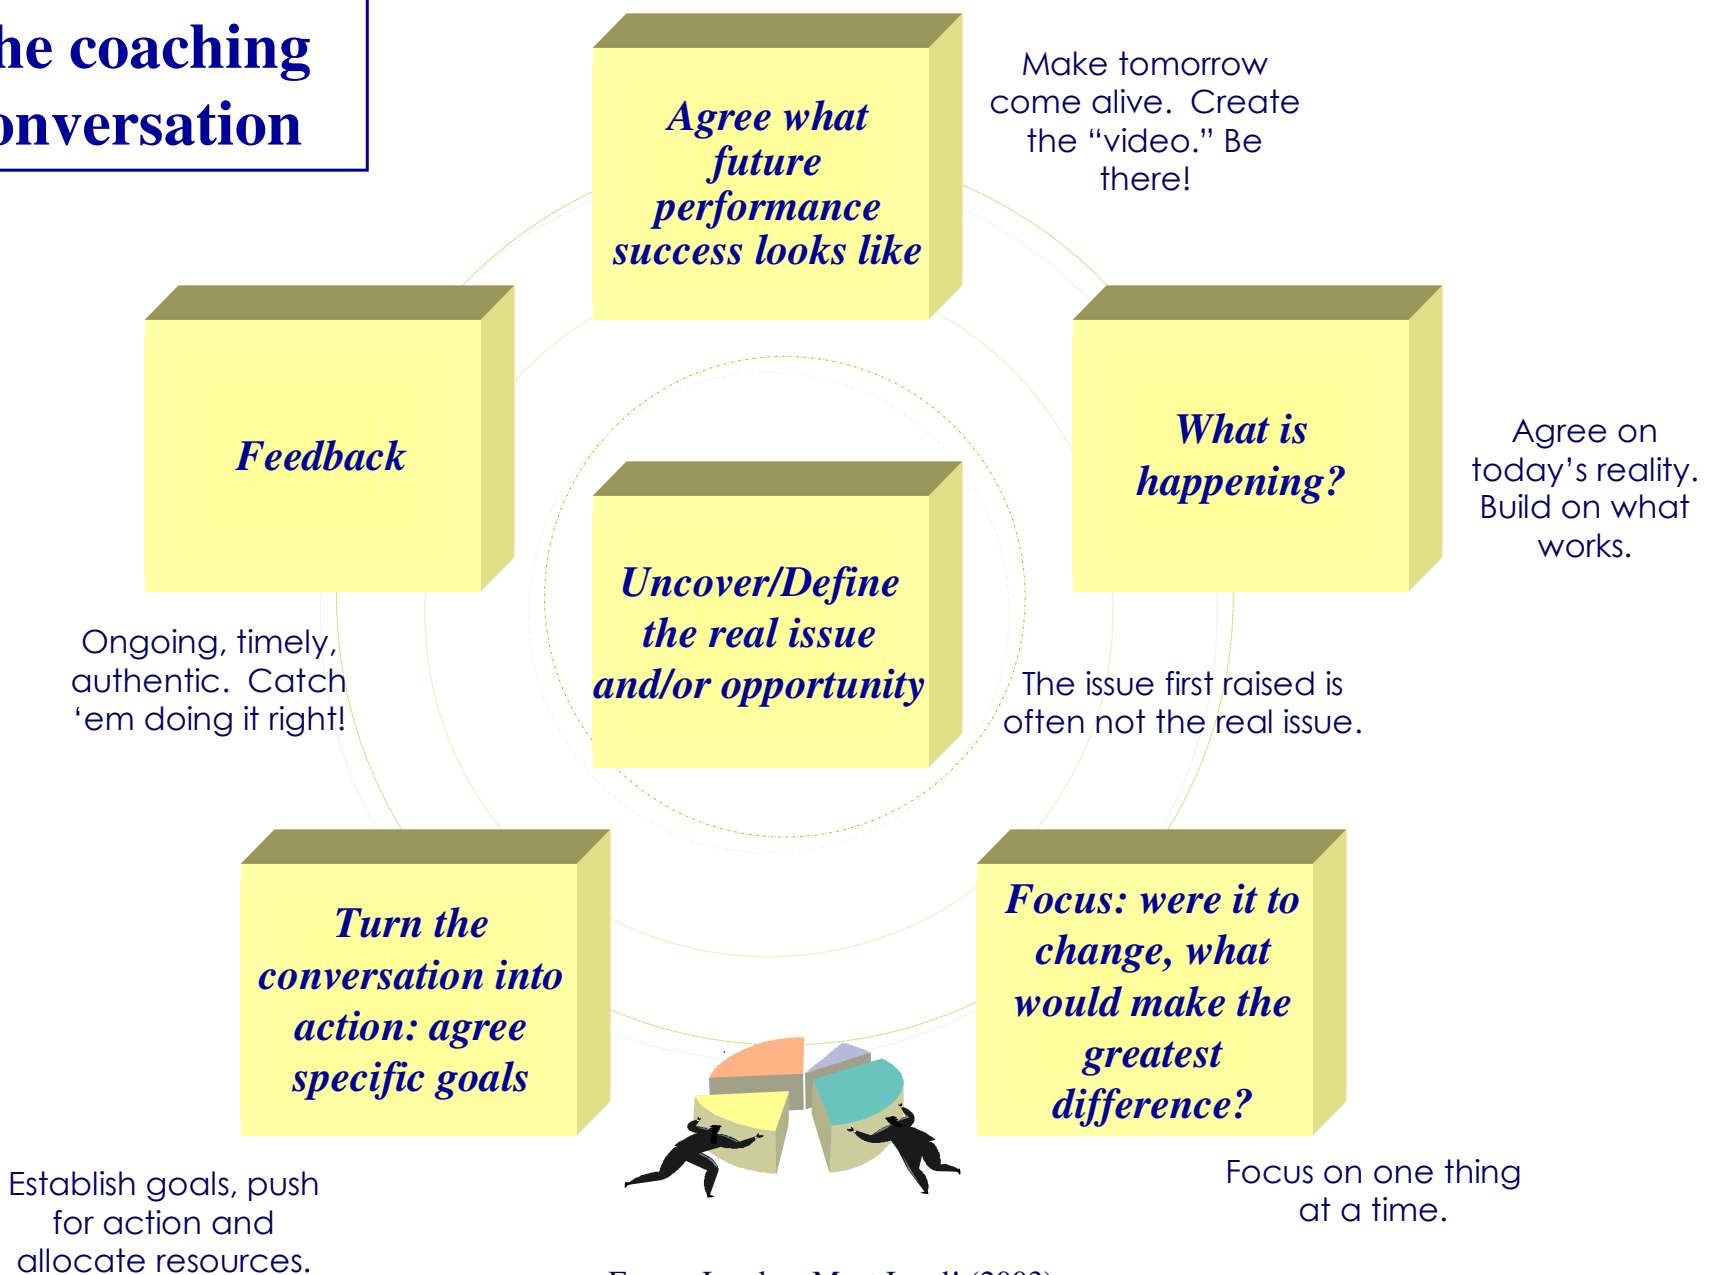 he coaching
onversation
Agree what
future
performance
success looks like
Make tomorrow
come alive. Create
the “video.” Be
there!
Feedback
What is
happening?
Agree on
today’s reality.
Build on what
works.
Uncover/Define
the real issue
and/or opportunity
Ongoing, timely,
authentic. Catch
‘em doing it right!
The issue first raised is
often not the real issue.
Turn the
conversation into
action: agree
specific goals
Focus: were it to
change, what
would make the
greatest
difference?
Establish goals, push
for action and
allocate resources.
Focus on one thing
at a time.